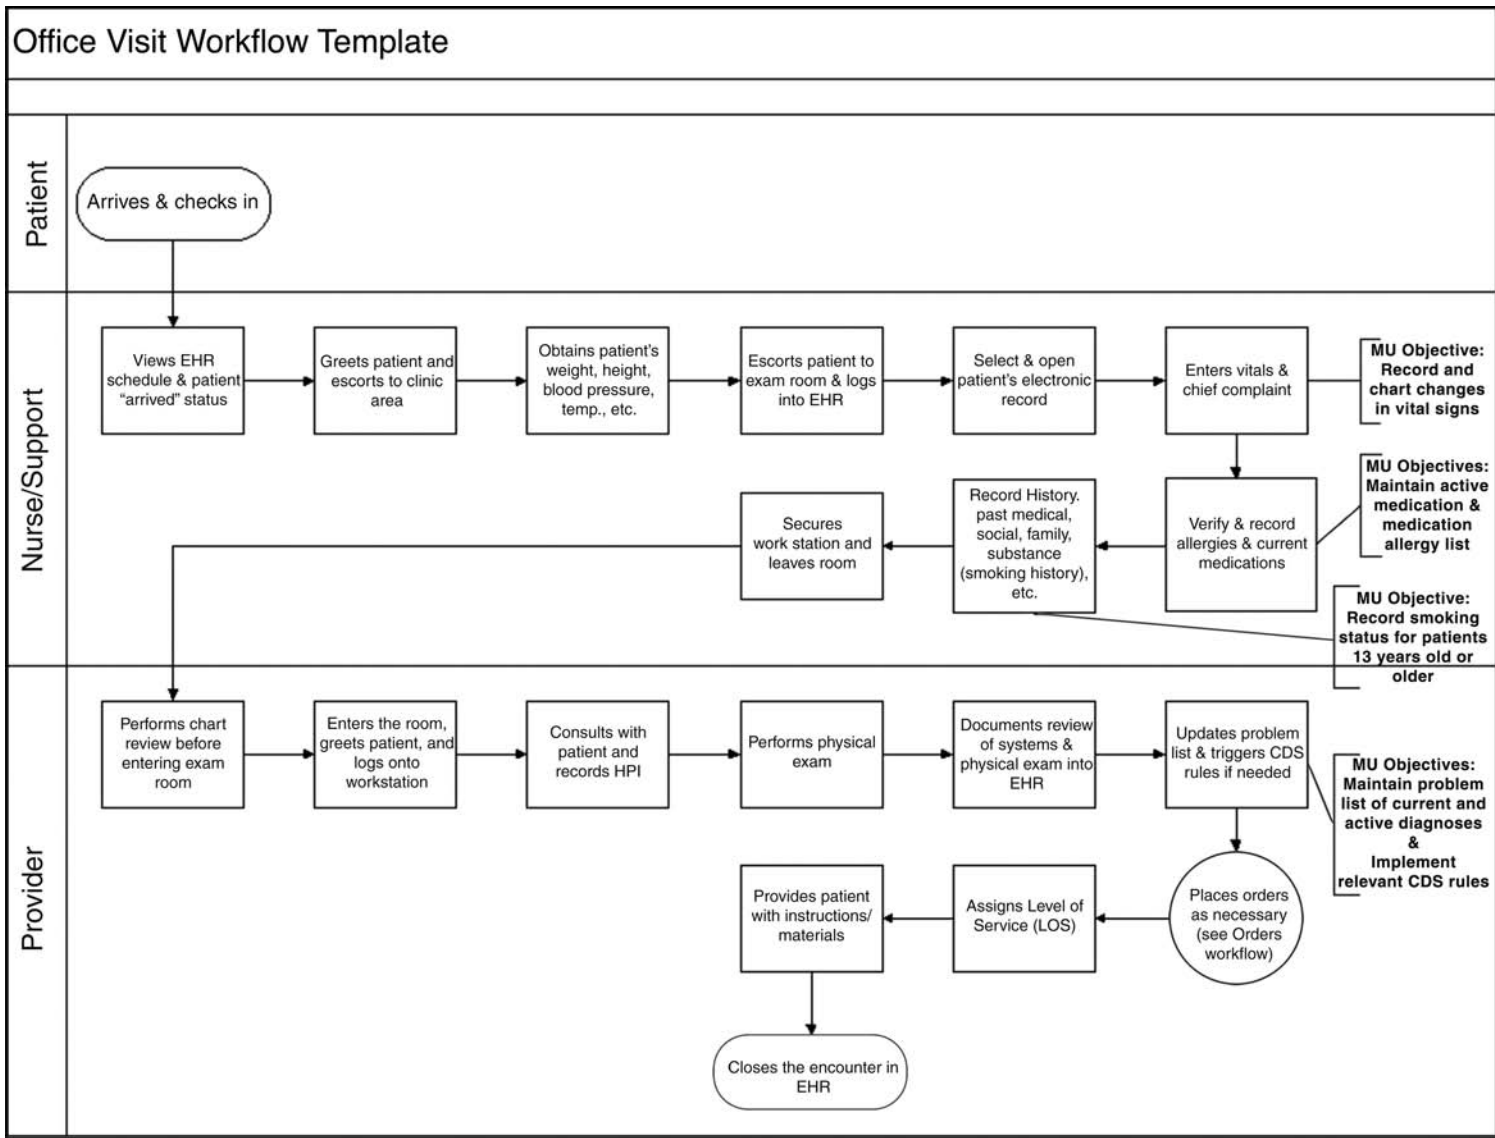 Office Visit Workflow Template
Patient
Arrives & checks in
Nurse/Support
Views EHR
schedule & patient
“arrived” status
Greets patient and
escorts to clinic
area
Obtains patient’s
weight, height,
blood pressure,
temp., etc.
Escorts patient to
exam room & logs
into EHR
Select & open
patient’s electronic
record
Enters vitals &
chief complaint
MU Objective:
Record and
chart changes
in vital signs
Verify & record
allergies & current
medications
MU Objectives:
Maintain active
medication &
medication
allergy list
Record History.
past medical,
social, family,
substance
(smoking history),
etc.
MU Objective:
Record smoking
status for patients
13 years old or
older
Secures
work station and
leaves room
Provider
Performs chart
review before
entering exam
room
Enters the room,
greets patient, and
logs onto
workstation
Consults with
patient and
records HPI
Performs physical
exam
Documents review
of systems &
physical exam into
EHR
Updates problem
list & triggers CDS
rules if needed
MU Objectives:
Maintain problem
list of current and
active diagnoses
&
Implement
relevant CDS rules
Places orders
as necessary
(see Orders
workflow)
Assigns Level of
Service (LOS)
Provides patient
with instructions/
materials
Closes the encounter in
EHR